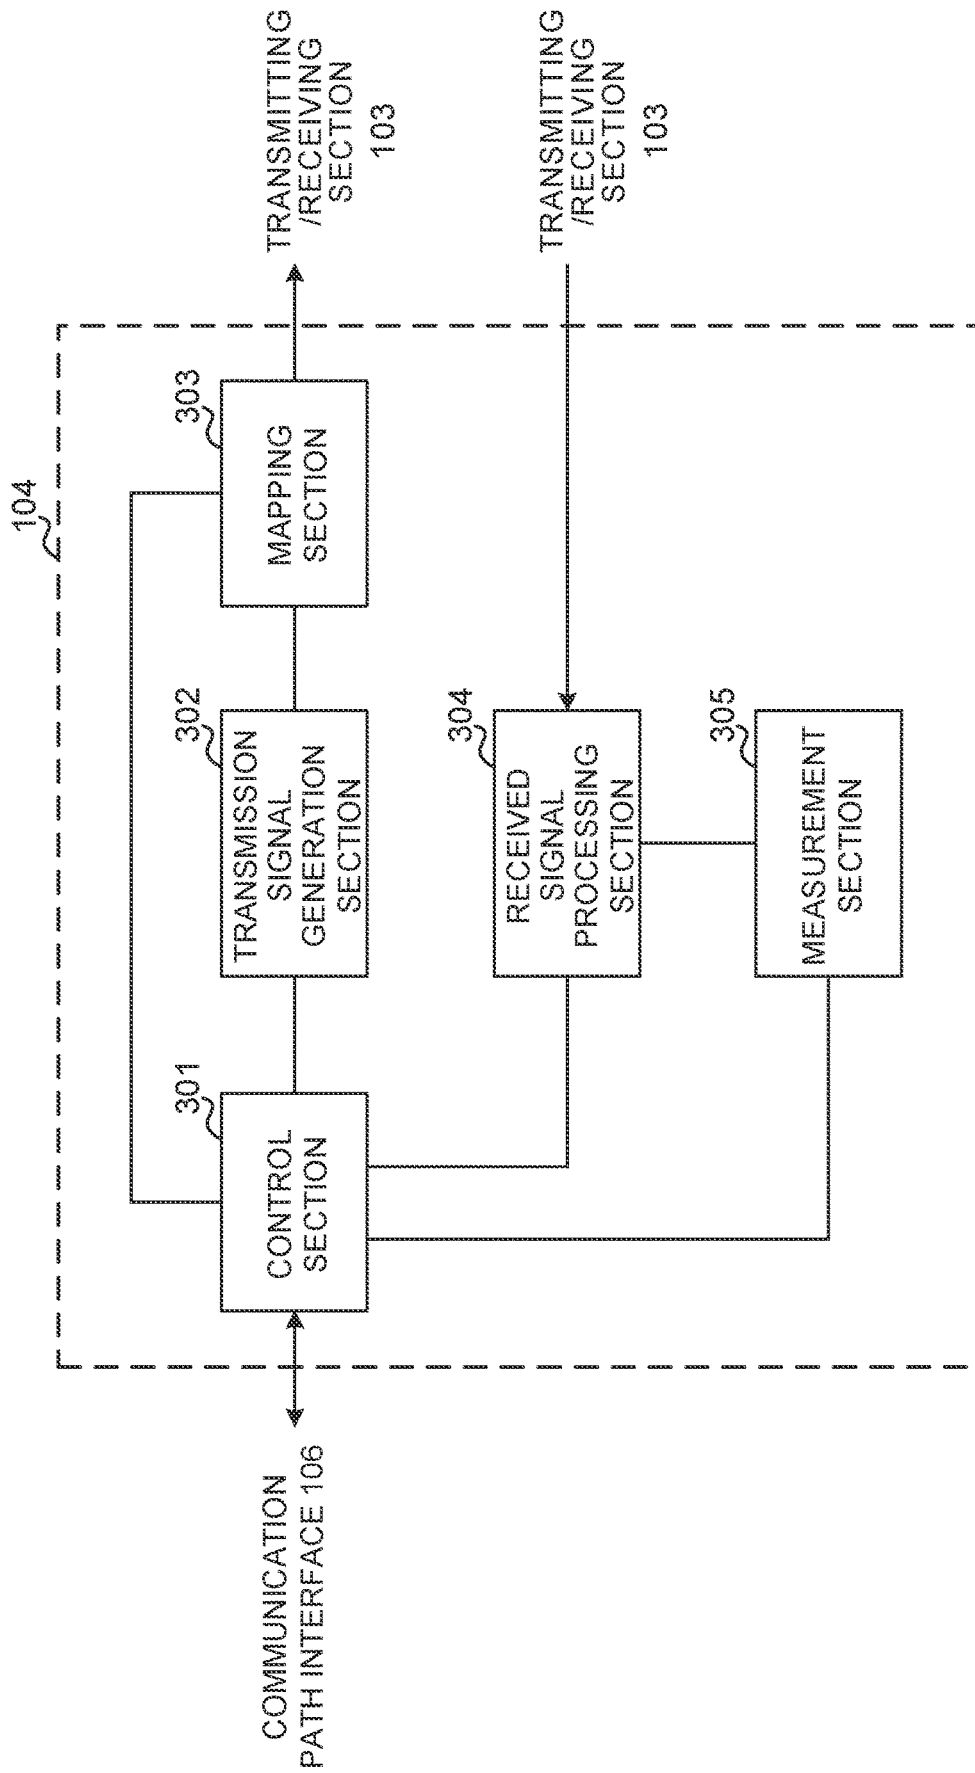 104
COMMUNICATION
PATH INTERFACE 106
301
CONTROL
SECTION
302
TRANSMISSION
SIGNAL
GENERATION
SECTION
303
MAPPING
SECTION
TRANSMITTING
/RECEIVING
SECTION
103
304
RECEIVED
SIGNAL
PROCESSING
SECTION
TRANSMITTING
/RECEIVING
SECTION
103
305
MEASUREMENT
SECTION